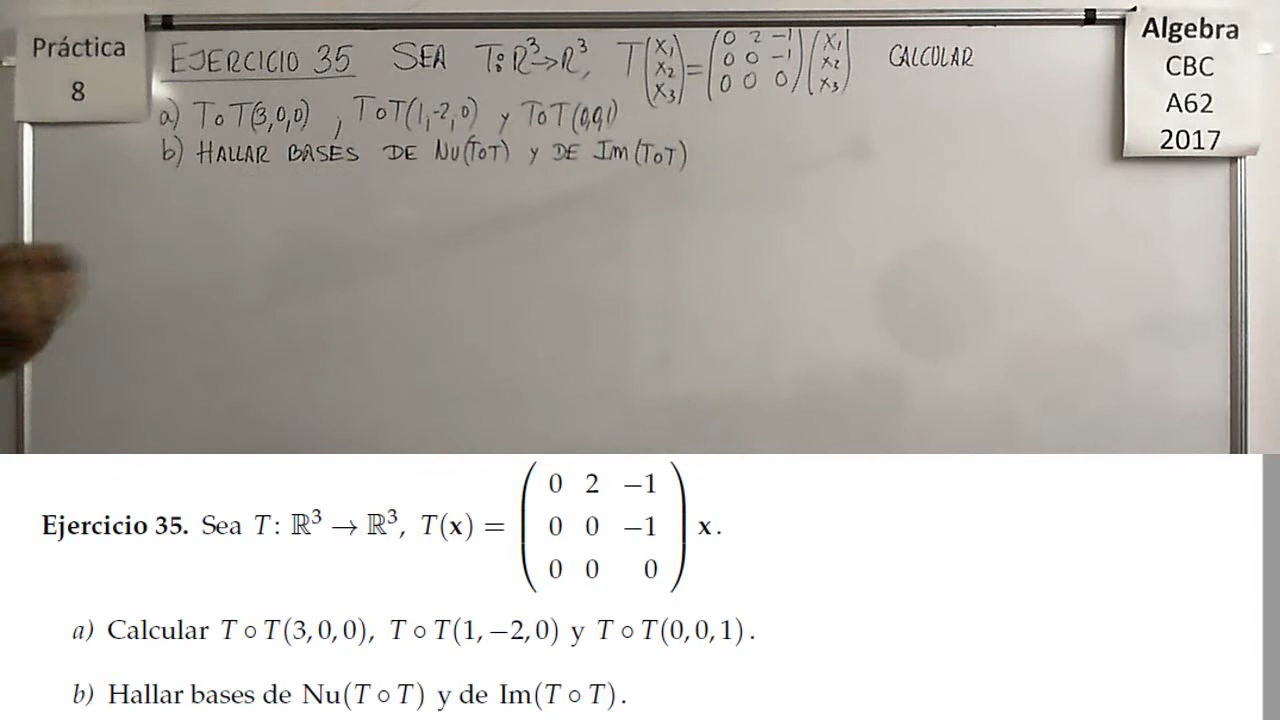 Práctica
8
EJERCICIO 35 SEA T: R³→R³, T(x₁ x₂ x₃) = (0 2 -1 0 0 -1 0 0 0)(x₁ x₂ x₃) CALCULAR
a) T∘T(3,0,0) , T∘T(1,-2,0) y T∘T(0,0,1)
b) HALLAR BASES DE Nu(T∘T) y DE Im(T∘T)
Algebra
CBC
A62
2017
Ejercicio 35. Sea T: ℝ³ → ℝ³, T(x) = ( 0 2 −1
0 0 −1
0 0 0 ) x.
a) Calcular T ∘ T(3, 0, 0), T ∘ T(1, −2, 0) y T ∘ T(0, 0, 1).
b) Hallar bases de Nu(T ∘ T) y de Im(T ∘ T).